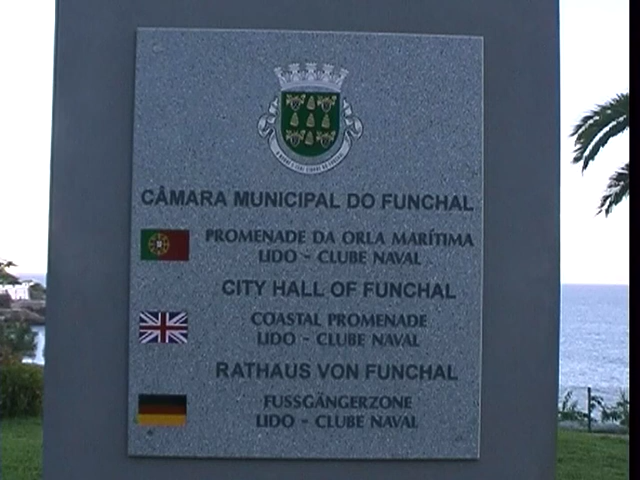 CÂMARA MUNICIPAL DO FUNCHAL
PROMENADE DA ORLA MARÍTIMA
LIDO - CLUBE NAVAL
CITY HALL OF FUNCHAL
COASTAL PROMENADE
LIDO - CLUBE NAVAL
RATHAUS VON FUNCHAL
FUSSGÄNGERZONE
LIDO - CLUBE NAVAL